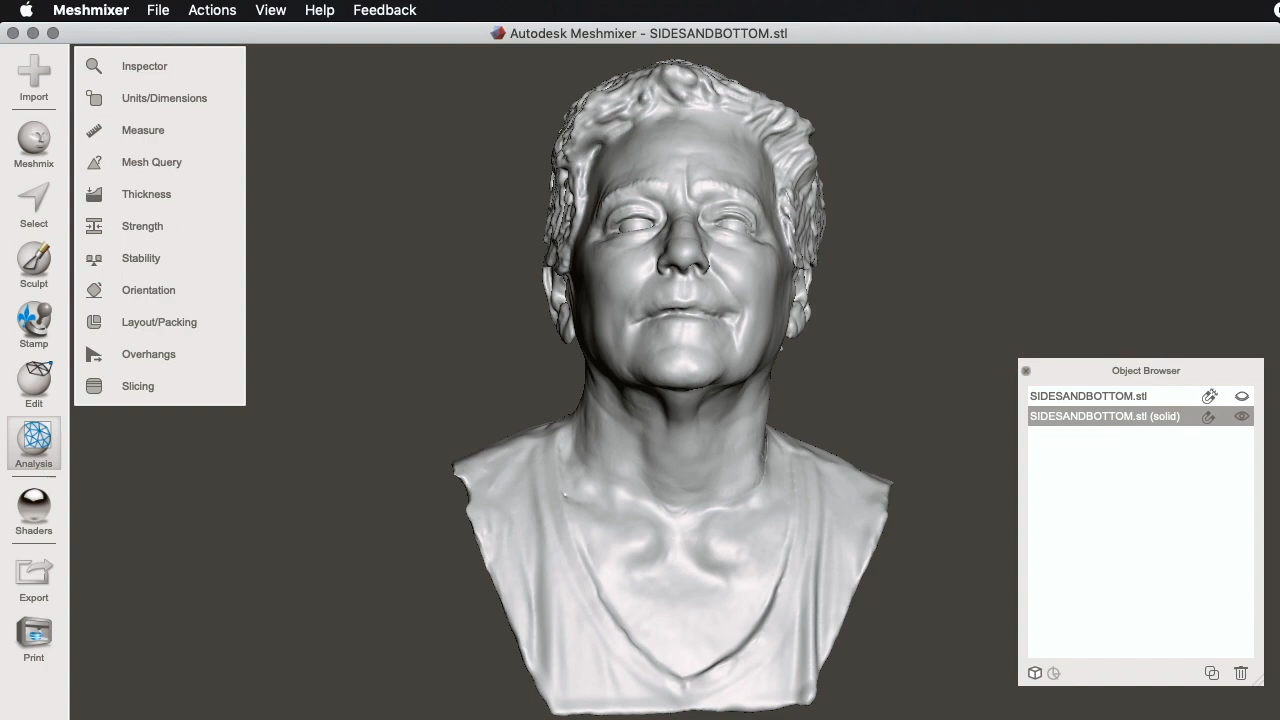 Meshmixer File Actions View Help Feedback
Autodesk Meshmixer - SIDESANDBOTTOM.stl
Import
Meshmix
Select
Sculpt
Stamp
Edit
Analysis
Shaders
Export
Print
Inspector
Units/Dimensions
Measure
Mesh Query
Thickness
Strength
Stability
Orientation
Layout/Packing
Overhangs
Slicing
Object Browser
SIDESANDBOTTOM.stl
SIDESANDBOTTOM.stl (solid)